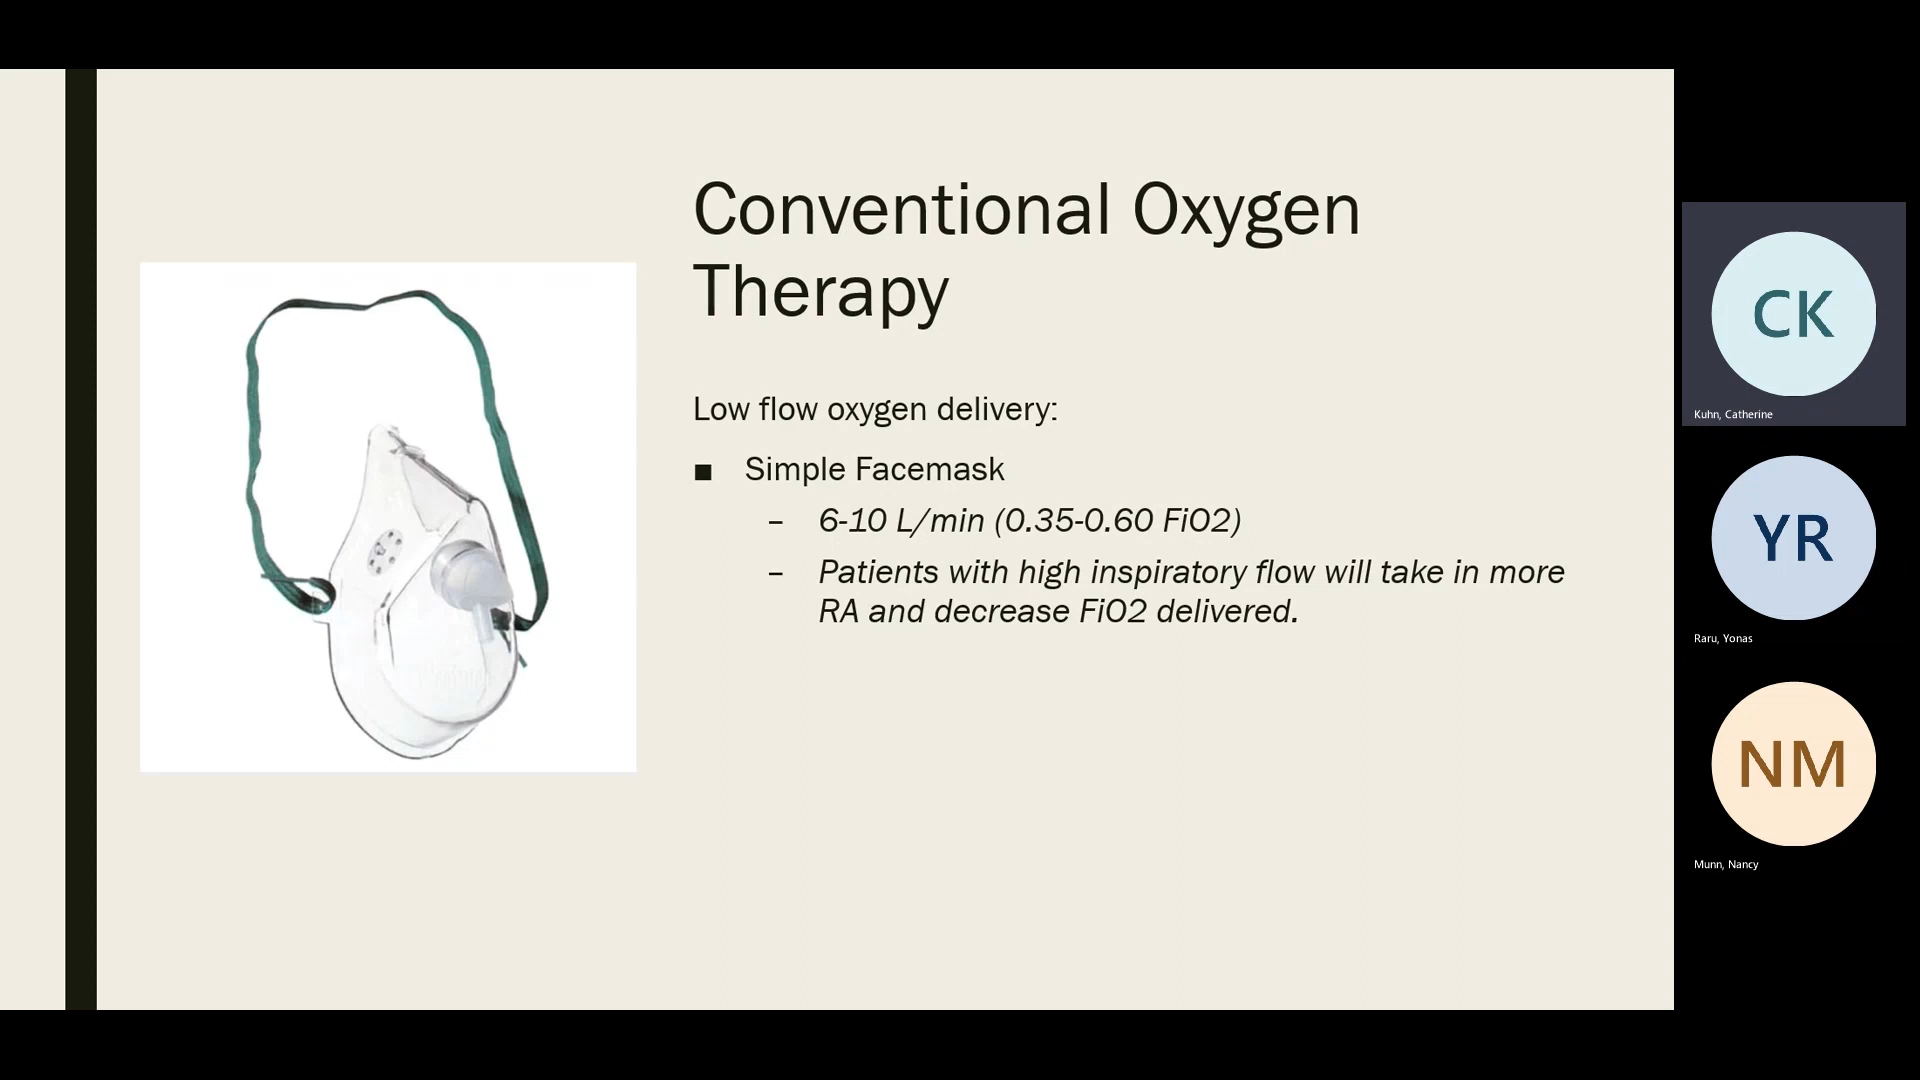 Conventional Oxygen
Therapy
Low flow oxygen delivery:
■ Simple Facemask
– 6-10 L/min (0.35-0.60 FiO2)
– Patients with high inspiratory flow will take in more
RA and decrease FiO2 delivered.
CK
Kuhn, Catherine
YR
Raru, Yonas
NM
Munn, Nancy